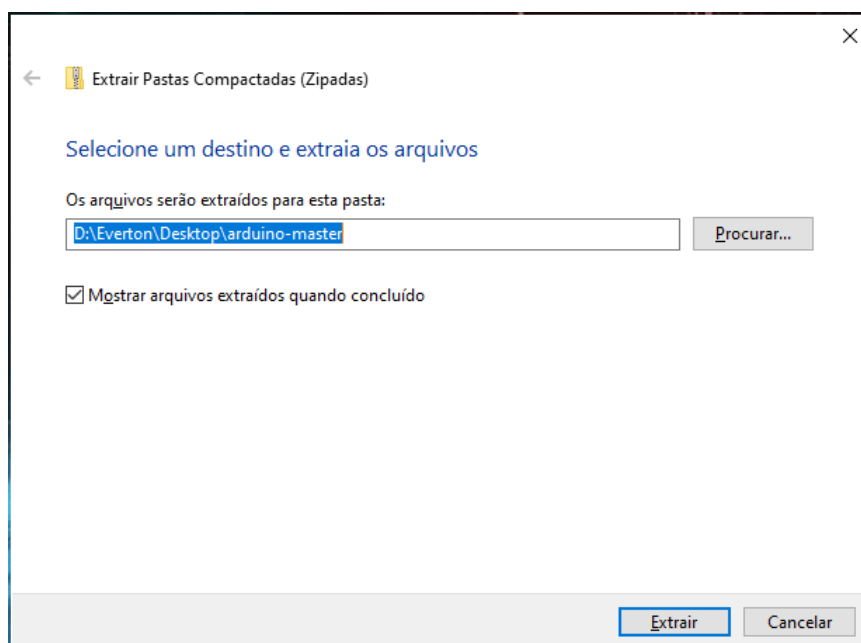 Extrair Pastas Compactadas (Zipadas)
Selecione um destino e extraia os arquivos
Os arquivos serão extraídos para esta pasta:
D:\Everton\Desktop\arduino-master
Procurar...
Mostrar arquivos extraídos quando concluído
Extrair
Cancelar